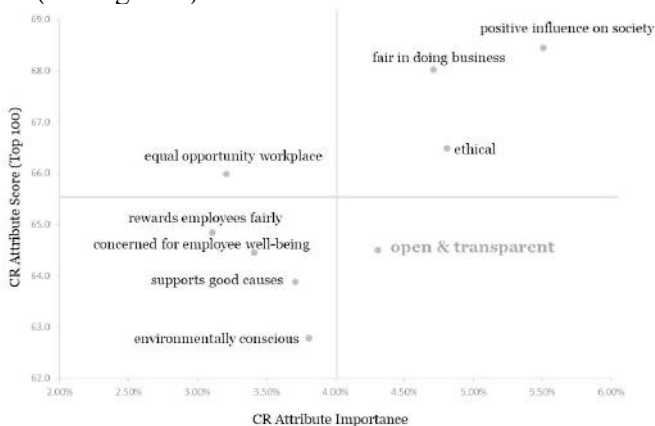 69.0
positive influence on society
fair in doing business
68.0
67.0
ethical
equal opportunity workplace
66.0
CR Attribute Score (Top 100)
rewards employees fairly
65.0
concerned for employee well-being
open & transparent
64.0
supports good causes
63.0
environmentally conscious
62.0
2.00% 2.50% 3.00% 3.50% 4.00% 4.50% 5.00% 5.50% 6.00%
CR Attribute Importance